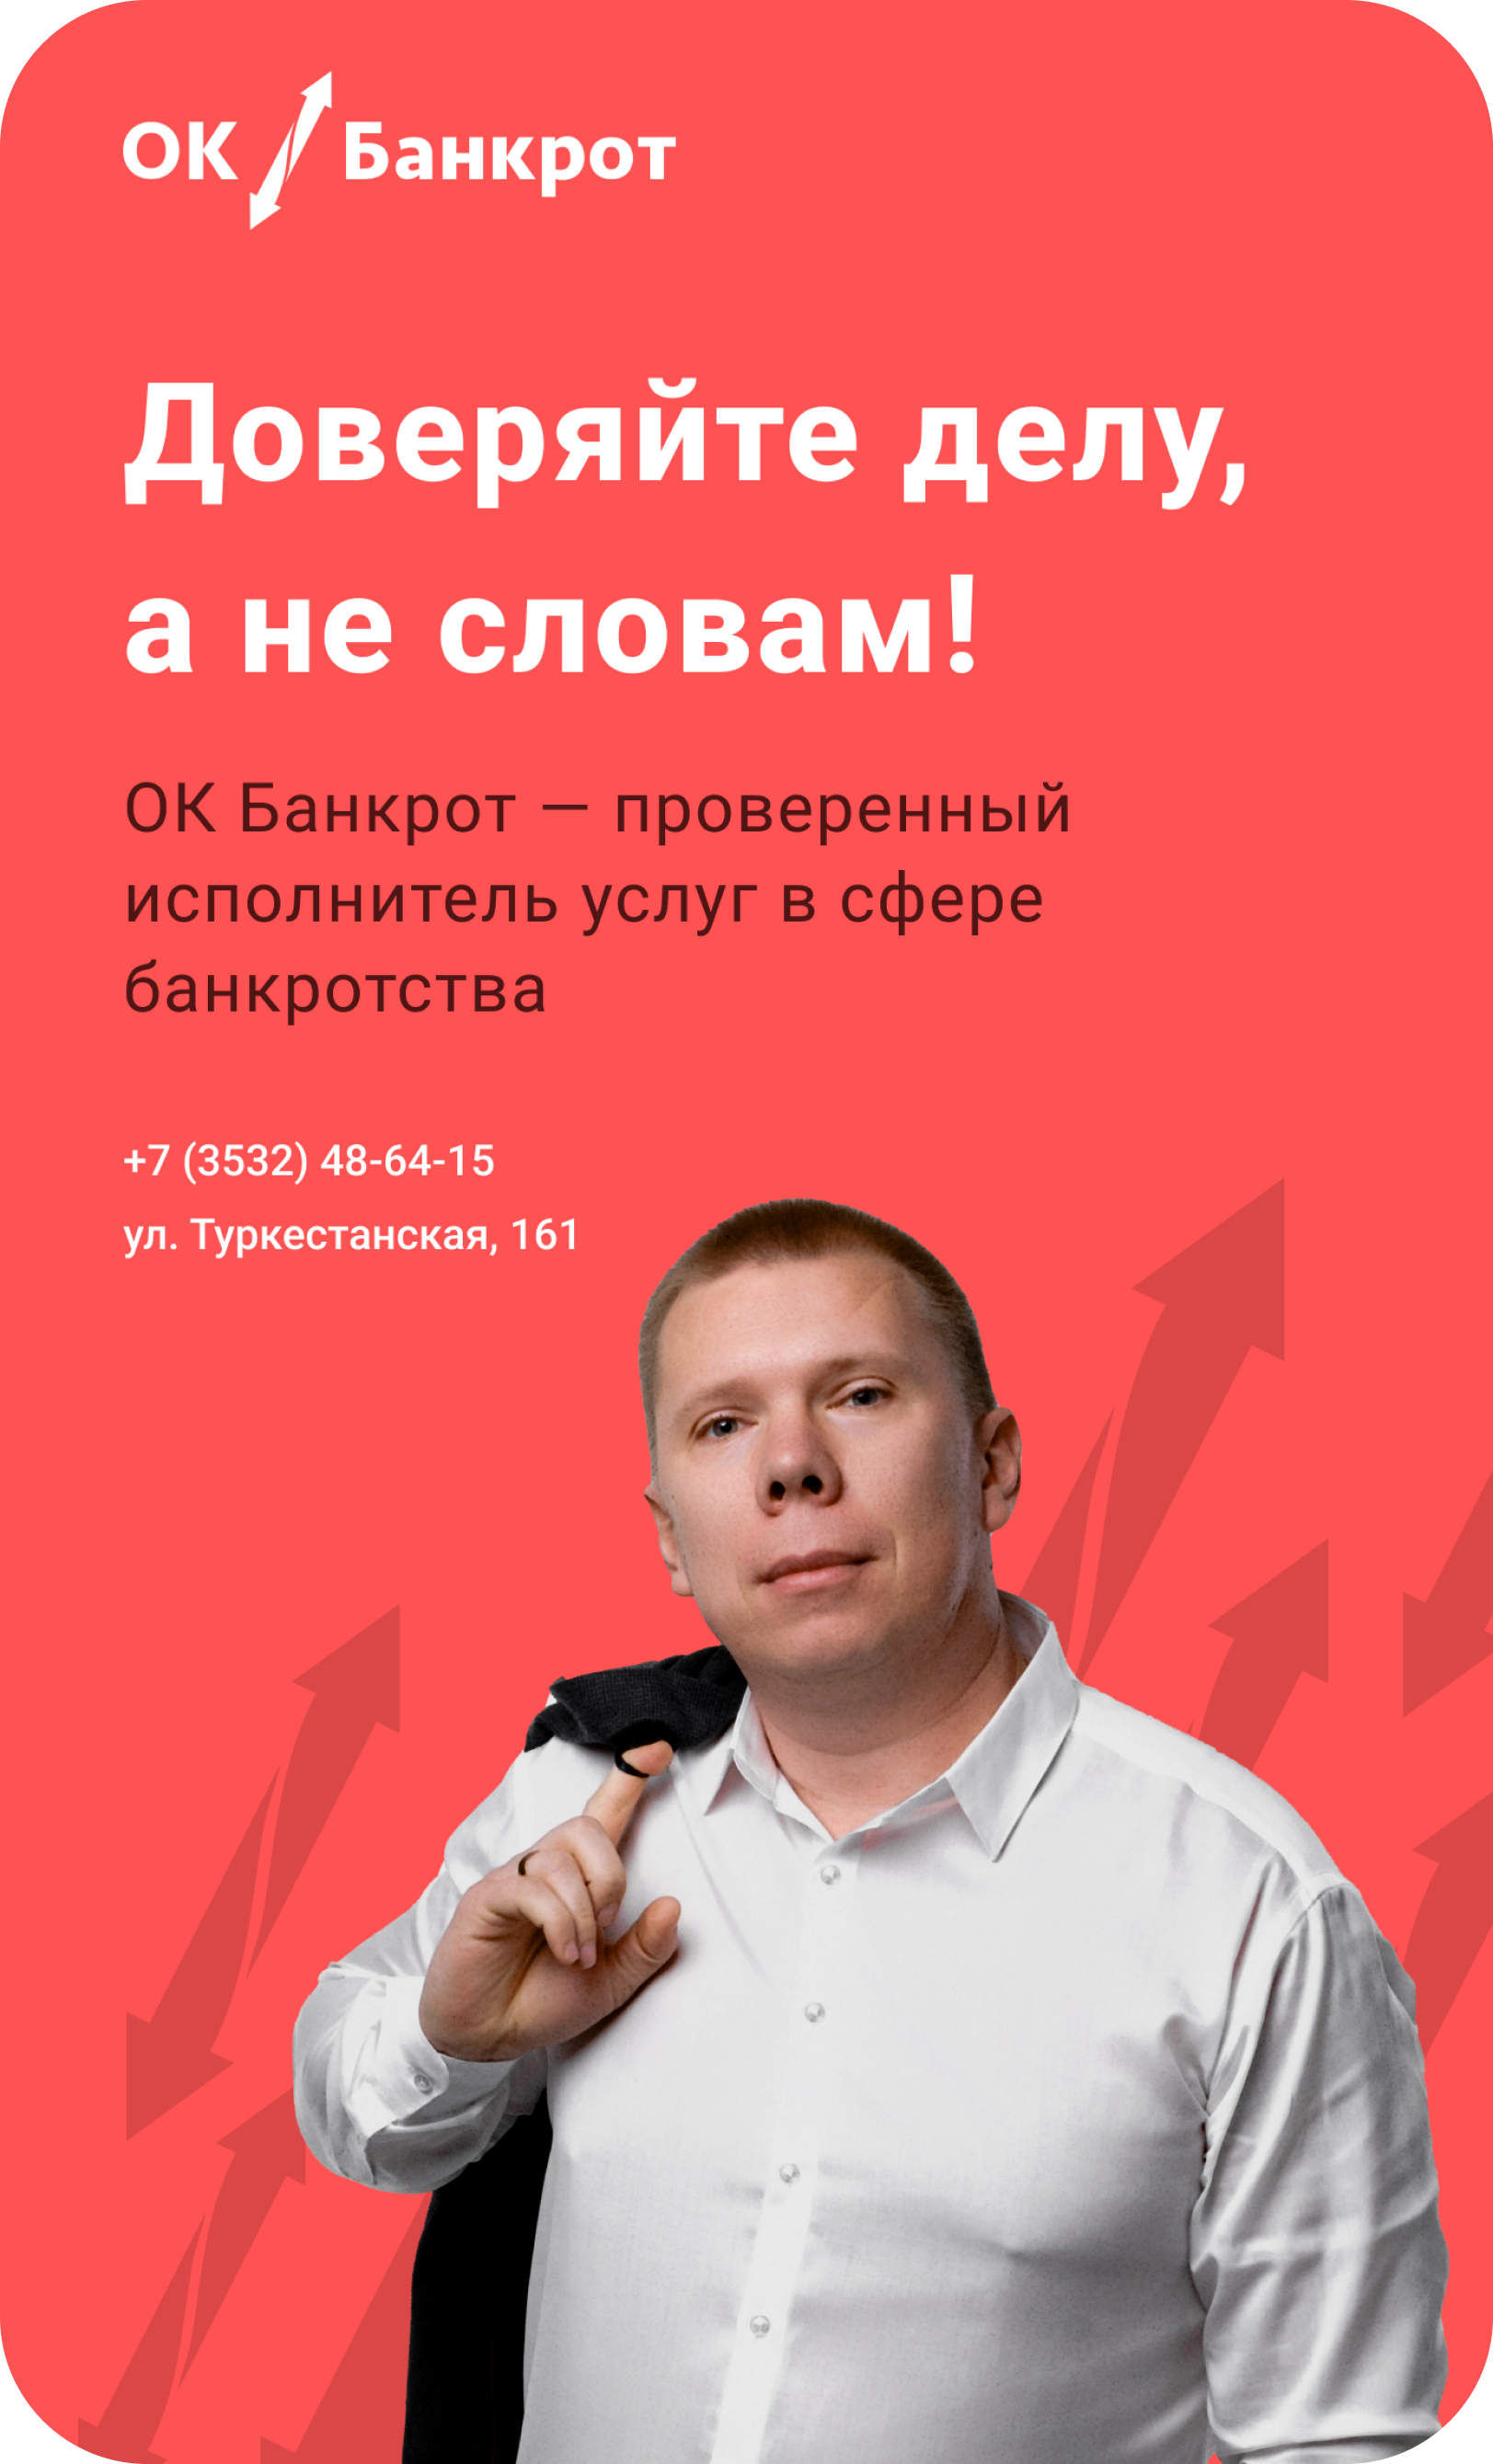 ОК Банкрот
Доверяйте делу,
а не словам!
ОК Банкрот — проверенный
исполнитель услуг в сфере
банкротства
+7 (3532) 48-64-15
ул. Туркестанская, 161